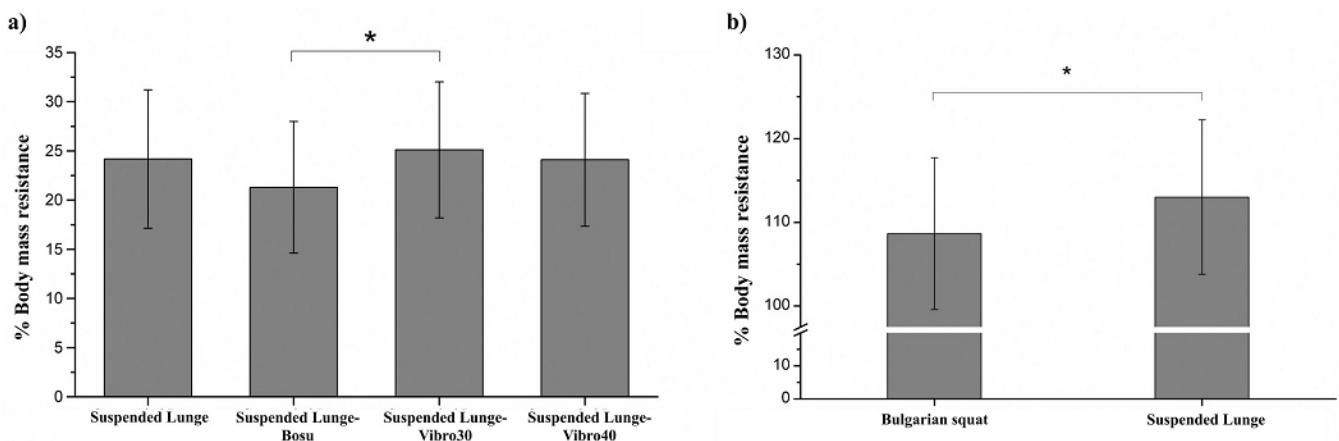 a)
% Body mass resistance
35
30
25
20
15
10
5
0
*
Suspended Lunge
Suspended Lunge-
Bosu
Suspended Lunge-
Vibro30
Suspended Lunge-
Vibro40
b)
% Body mass resistance
130
120
110
100
10
0
*
Bulgarian squat
Suspended Lunge